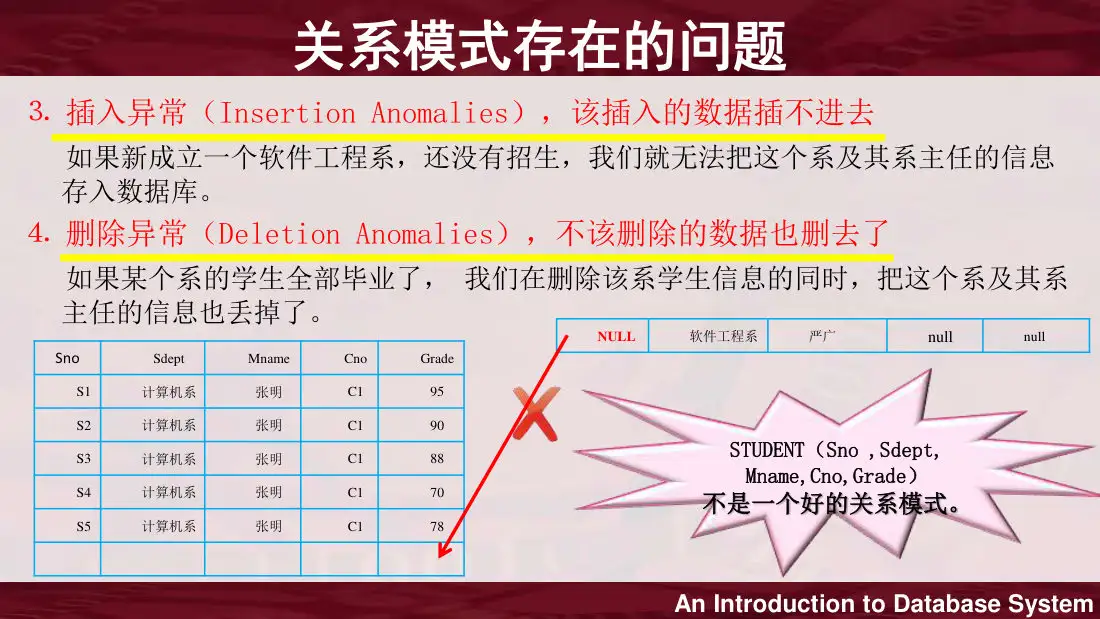 关系模式存在的问题
3. 插入异常（Insertion Anomalies），该插入的数据插不进去
如果新成立一个软件工程系，还没有招生，我们就无法把这个系及其系主任的信息
存入数据库。
4. 删除异常（Deletion Anomalies），不该删除的数据也删去了
如果某个系的学生全部毕业了， 我们在删除该系学生信息的同时，把这个系及其系
主任的信息也丢掉了。
NULL 软件工程系 严广 null null
Sno Sdept Mname Cno Grade
S1 计算机系 张明 C1 95
S2 计算机系 张明 C1 90
S3 计算机系 张明 C1 88
S4 计算机系 张明 C1 70
S5 计算机系 张明 C1 78
STUDENT（Sno ,Sdept,
Mname,Cno,Grade）
不是一个好的关系模式。
An Introduction to Database System